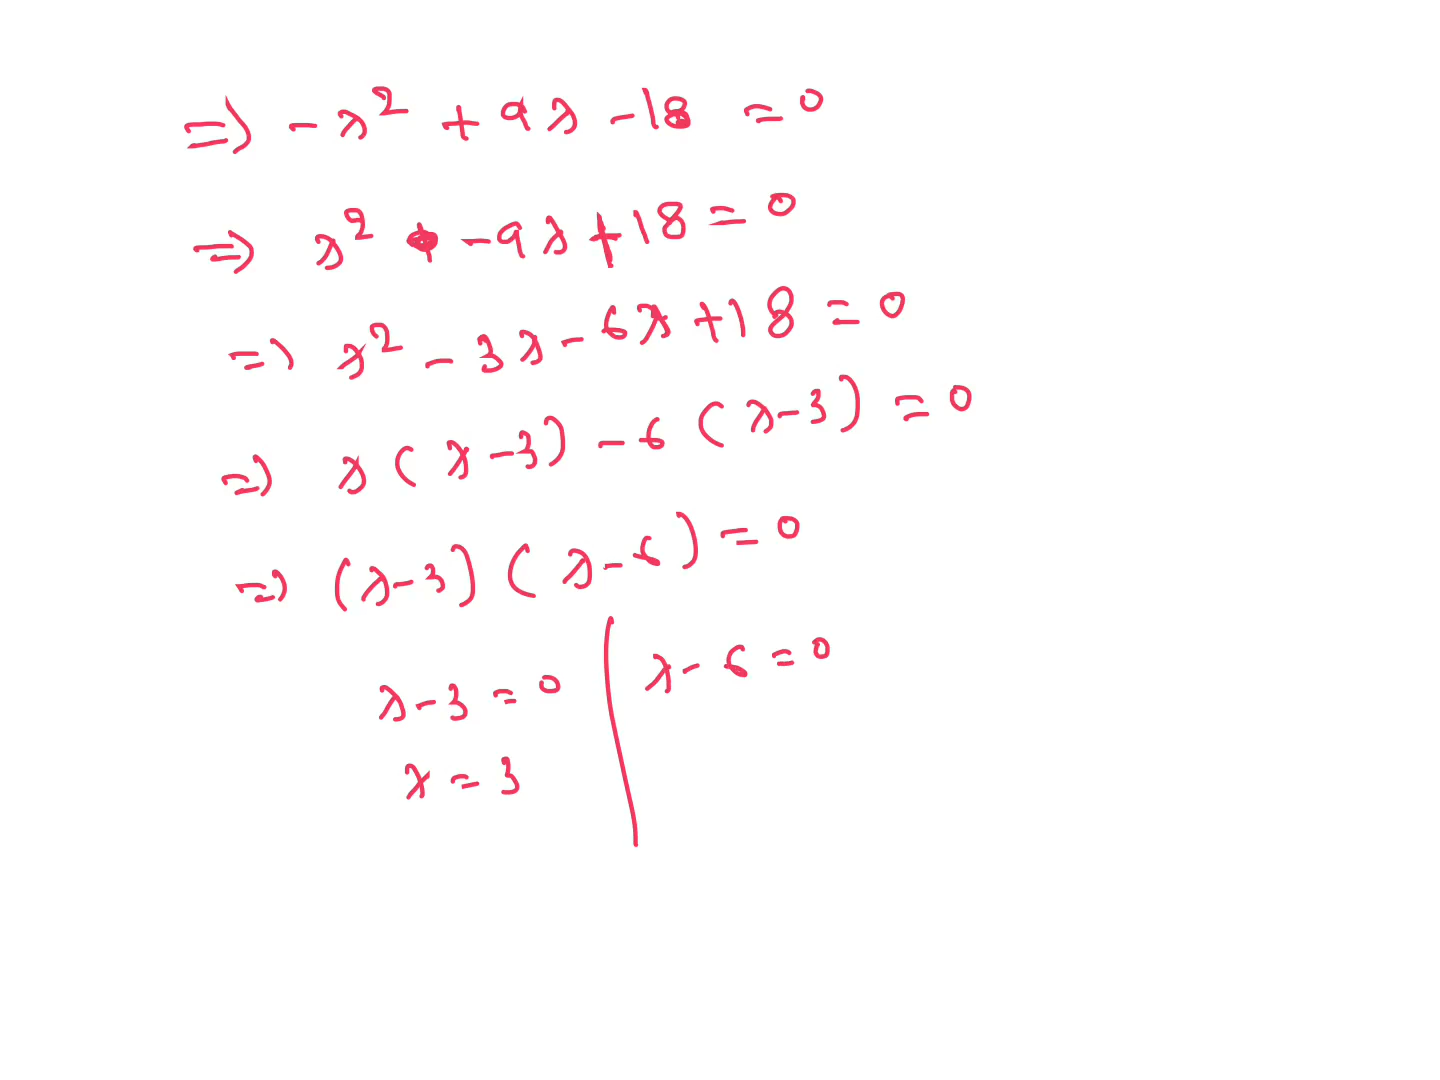 ⇒ - x² + 9x - 18 = 0
⇒ x² - 9x + 18 = 0
⇒ x² - 3x - 6x + 18 = 0
⇒ x ( x - 3 ) - 6 ( x - 3 ) = 0
⇒ ( x - 3 ) ( x - 6 ) = 0
x - 3 = 0 | x - 6 = 0
x = 3